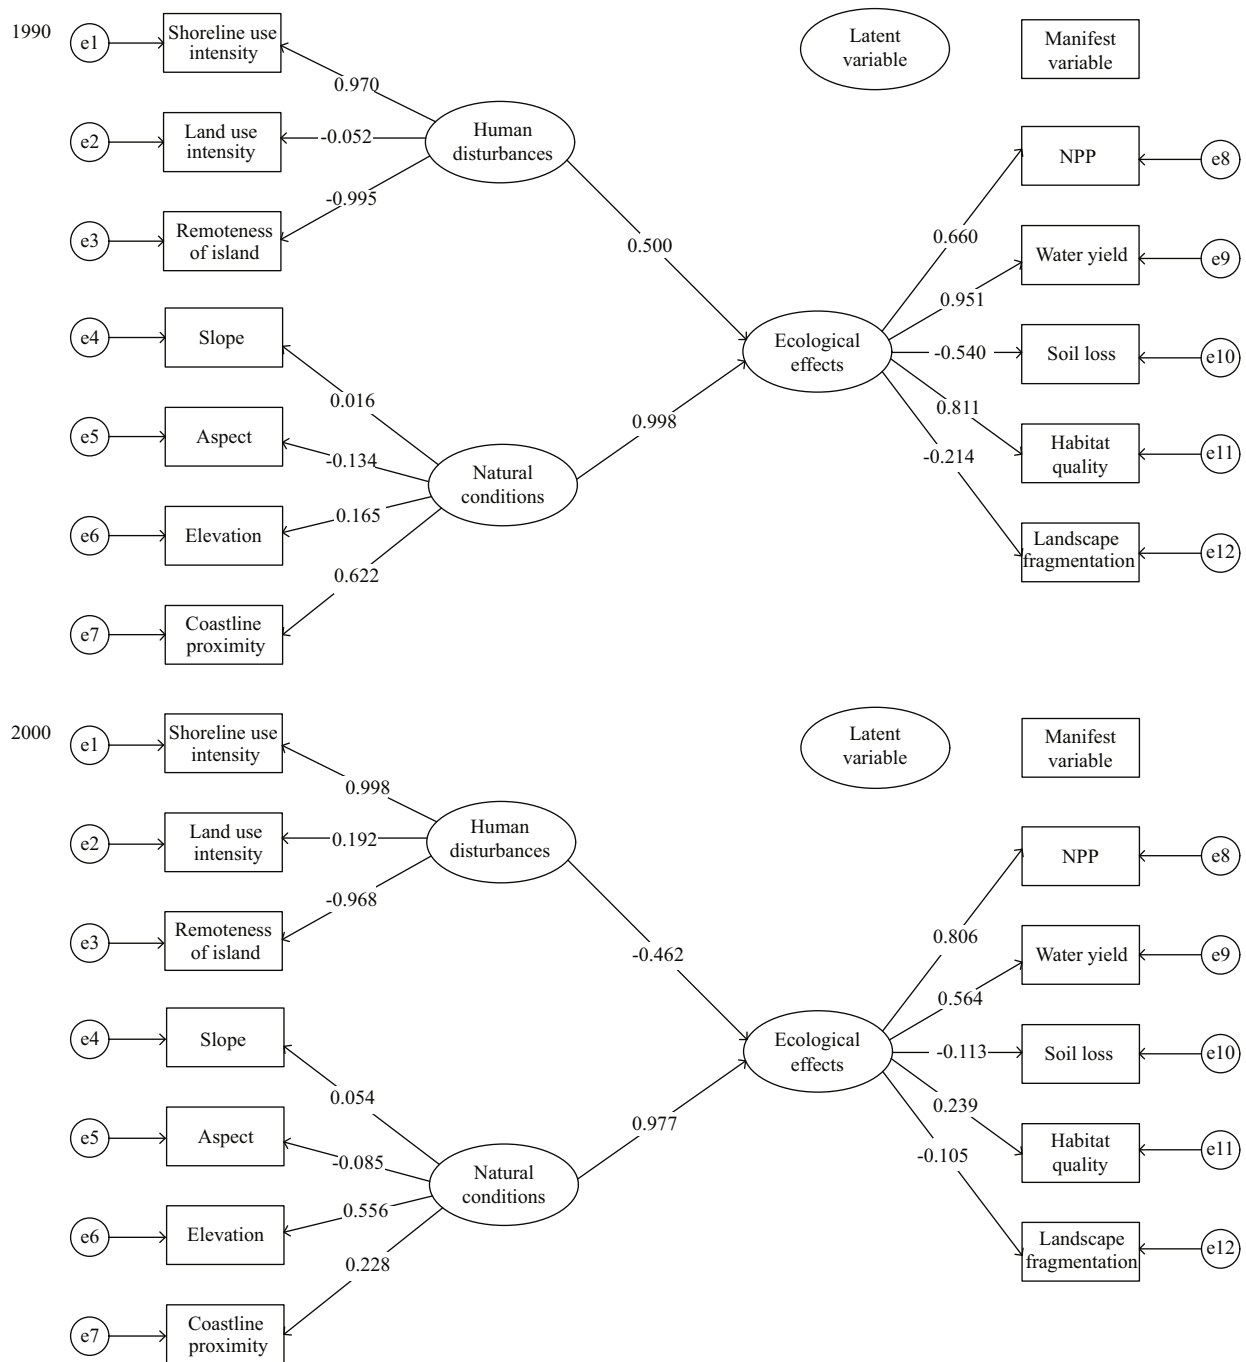 1990
e1
Shoreline use
intensity
0.970
e2
Land use
intensity
-0.052
Human
disturbances
e3
Remoteness
of island
-0.995
0.500
e4
Slope
0.016
e5
Aspect
-0.134
Natural
conditions
e6
Elevation
0.165
0.622
e7
Coastline
proximity
0.998
Ecological
effects
Latent
variable
Manifest
variable
0.660
NPP
e8
0.951
Water yield
e9
-0.540
Soil loss
e10
0.811
Habitat
quality
e11
-0.214
Landscape
fragmentation
e12
2000
e1
Shoreline use
intensity
0.998
e2
Land use
intensity
0.192
Human
disturbances
e3
Remoteness
of island
-0.968
-0.462
e4
Slope
0.054
e5
Aspect
-0.085
Natural
conditions
e6
Elevation
0.556
0.228
e7
Coastline
proximity
0.977
Ecological
effects
Latent
variable
Manifest
variable
0.806
NPP
e8
0.564
Water yield
e9
-0.113
Soil loss
e10
0.239
Habitat
quality
e11
-0.105
Landscape
fragmentation
e12